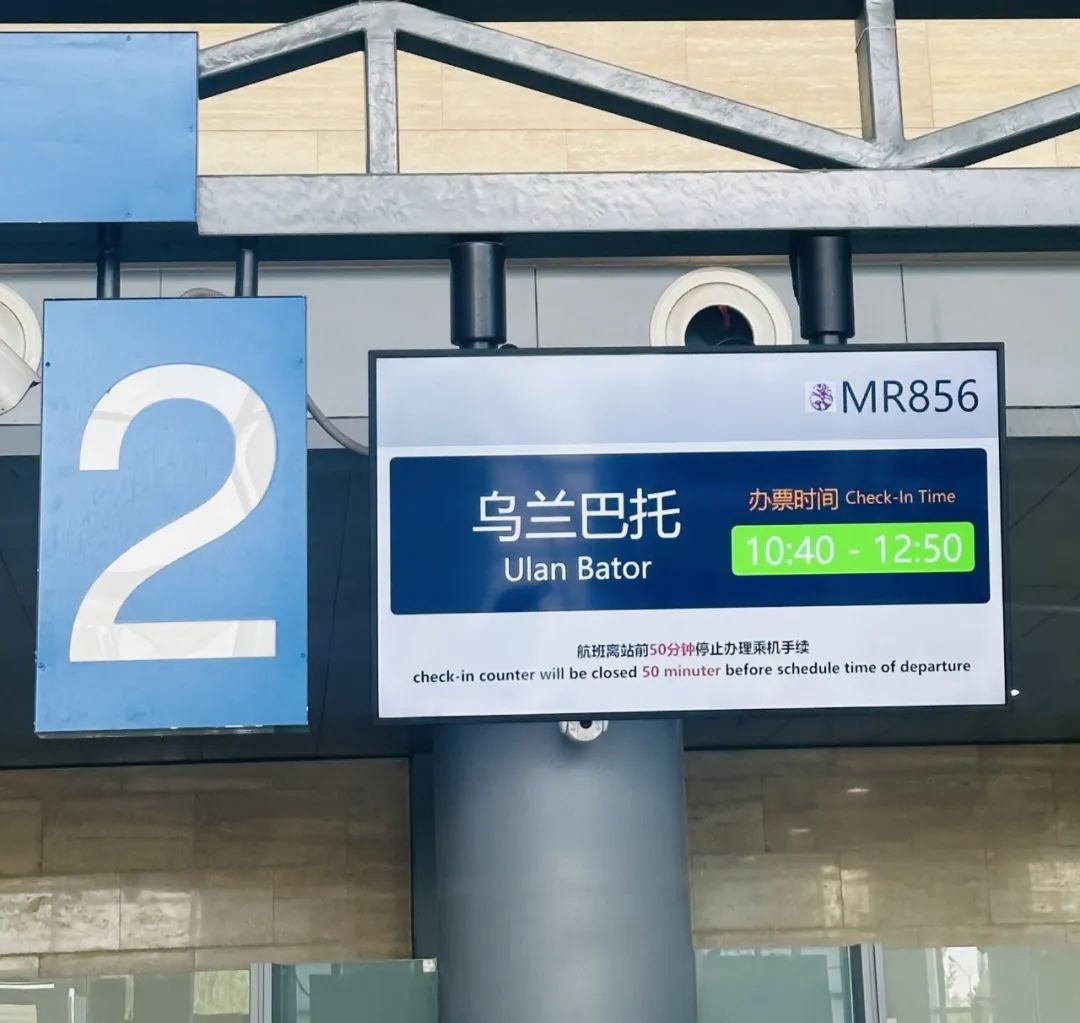 2
MR856
乌兰巴托
Ulan Bator
办票时间 Check-In Time
10:40 - 12:50
航班离站前50分钟停止办理乘机手续
check-in counter will be closed 50 minuter before schedule time of departure